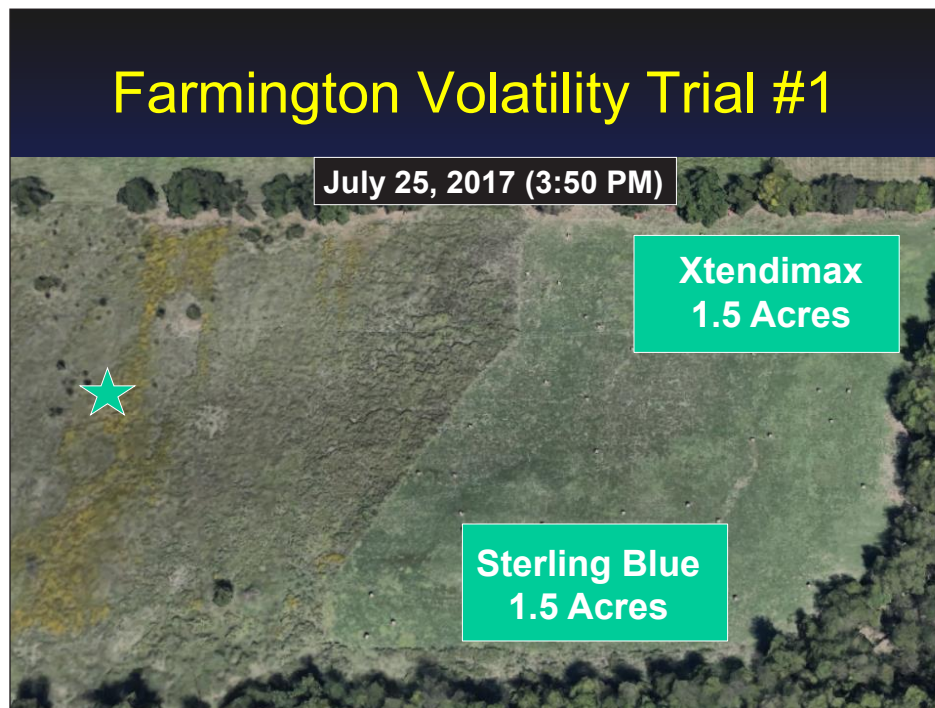 Farmington Volatility Trial #1
July 25, 2017 (3:50 PM)
Xtendimax
1.5 Acres
Sterling Blue
1.5 Acres